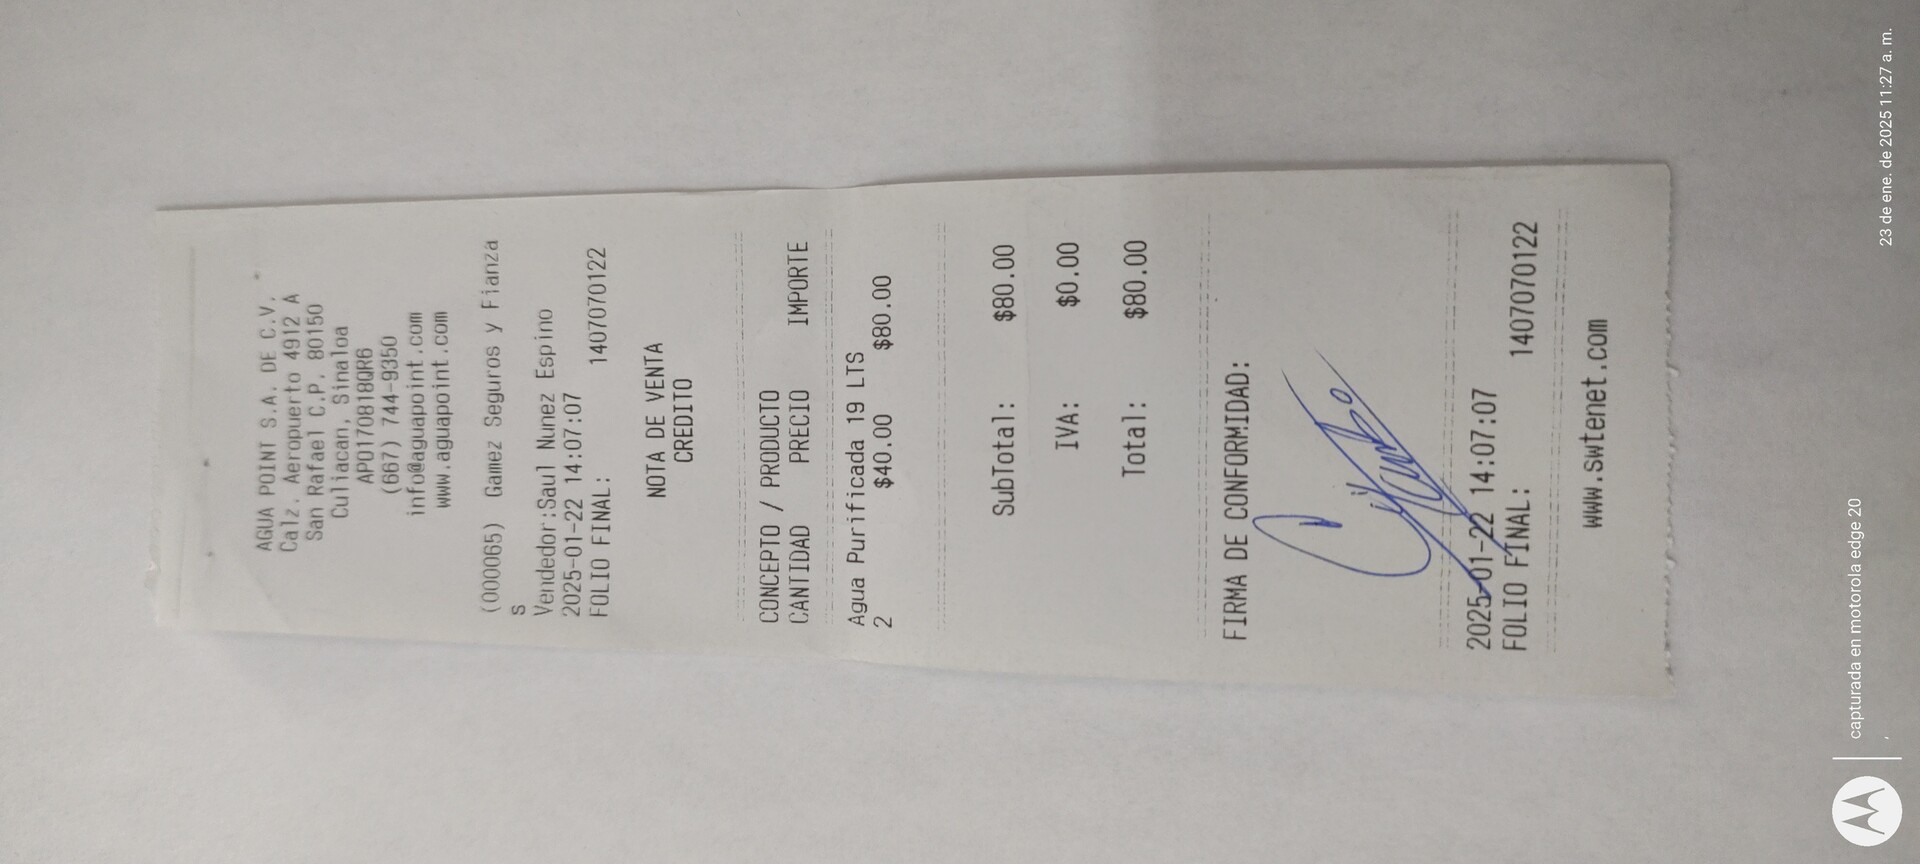 AGUA POINT S.A. DE C.V.
Calz. Aeropuerto 4912 A
San Rafael C.P. 80150
Culiacan, Sinaloa
APO170818QR6
(667) 744-9350
info@aguapoint.com
www.aguapoint.com
(000065) Gamez Seguros y Fianza
s
Vendedor:Saul Nunez Espino
2025-01-22 14:07:07
FOLIO FINAL: 1407070122
NOTA DE VENTA
CREDITO
CONCEPTO / PRODUCTO
CANTIDAD PRECIO IMPORTE
Agua Purificada 19 LTS
2 $40.00 $80.00
SubTotal: $80.00
IVA: $0.00
Total: $80.00
FIRMA DE CONFORMIDAD:
2025-01-22 14:07:07
FOLIO FINAL: 1407070122
www.swtenet.com
capturada en motorola edge 20
,
23 de ene. de 2025 11:27 a. m.